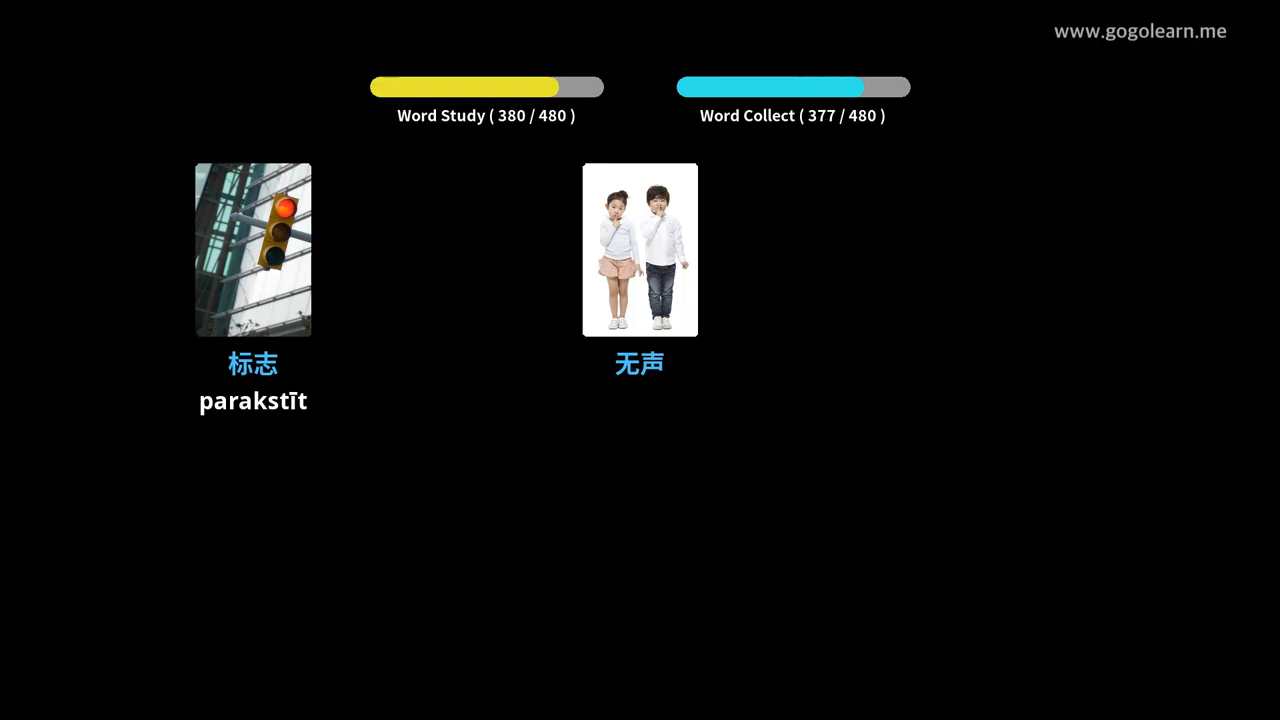 www.gogolearn.me
Word Study ( 380 / 480 )
Word Collect ( 377 / 480 )
标志
无声
parakstīt